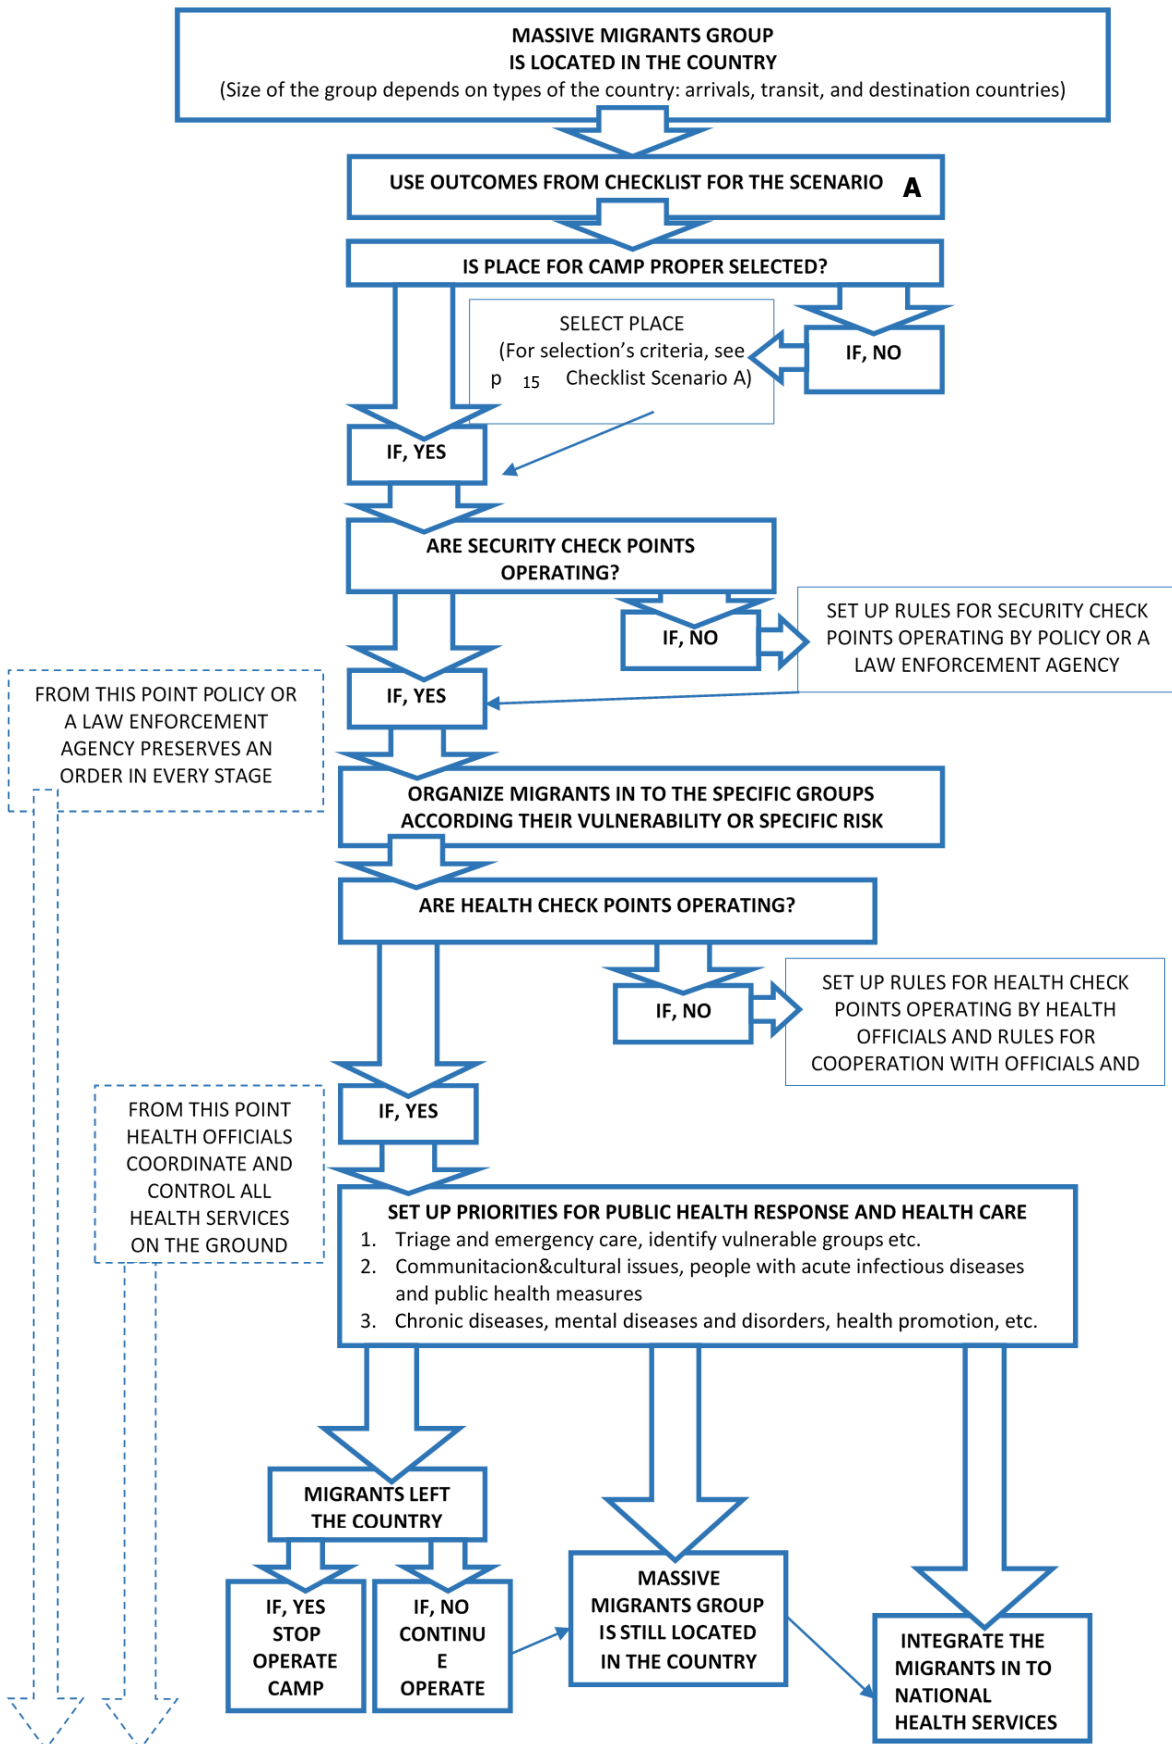 MASSIVE MIGRANTS GROUP
IS LOCATED IN THE COUNTRY
(Size of the group depends on types of the country: arrivals, transit, and destination countries)
USE OUTCOMES FROM CHECKLIST FOR THE SCENARIO A
IS PLACE FOR CAMP PROPER SELECTED?
SELECT PLACE
(For selection's criteria, see
p 15 Checklist Scenario A)
IF, NO
IF, YES
ARE SECURITY CHECK POINTS
OPERATING?
IF, NO
SET UP RULES FOR SECURITY CHECK
POINTS OPERATING BY POLICY OR A
LAW ENFORCEMENT AGENCY
IF, YES
FROM THIS POINT POLICY OR
A LAW ENFORCEMENT
AGENCY PRESERVES AN
ORDER IN EVERY STAGE
ORGANIZE MIGRANTS IN TO THE SPECIFIC GROUPS
ACCORDING THEIR VULNERABILITY OR SPECIFIC RISK
ARE HEALTH CHECK POINTS OPERATING?
IF, NO
SET UP RULES FOR HEALTH CHECK
POINTS OPERATING BY HEALTH
OFFICIALS AND RULES FOR
COOPERATION WITH OFFICIALS AND
IF, YES
FROM THIS POINT
HEALTH OFFICIALS
COORDINATE AND
CONTROL ALL
HEALTH SERVICES
ON THE GROUND
SET UP PRIORITIES FOR PUBLIC HEALTH RESPONSE AND HEALTH CARE
1. Triage and emergency care, identify vulnerable groups etc.
2. Communitacion&cultural issues, people with acute infectious diseases
and public health measures
3. Chronic diseases, mental diseases and disorders, health promotion, etc.
MIGRANTS LEFT
THE COUNTRY
IF, YES
STOP
OPERATE
CAMP
IF, NO
CONTINU
E
OPERATE
MASSIVE
MIGRANTS GROUP
IS STILL LOCATED
IN THE COUNTRY
INTEGRATE THE
MIGRANTS IN TO
NATIONAL
HEALTH SERVICES